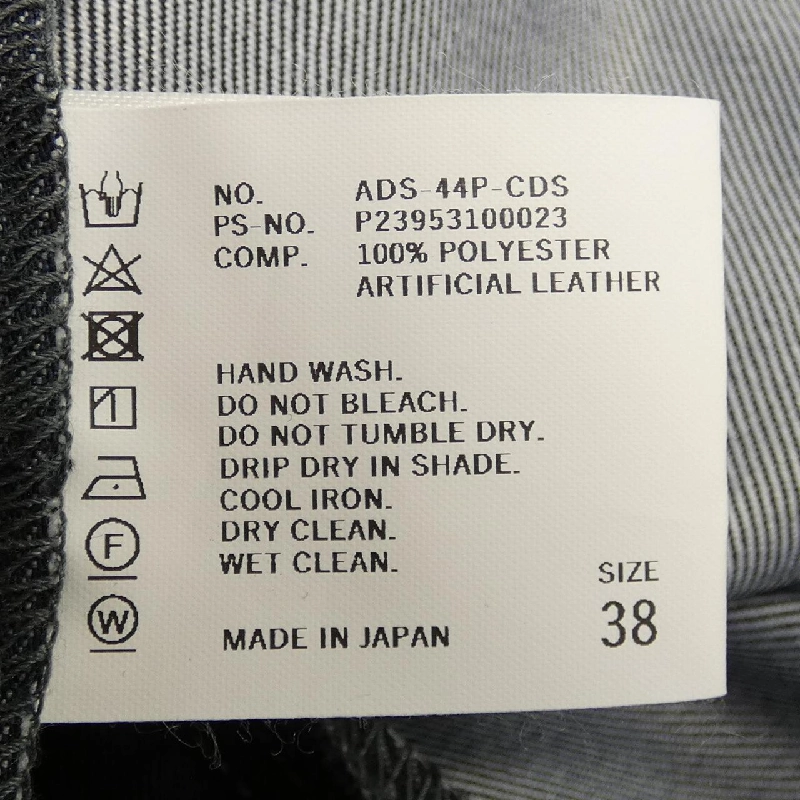 NO. ADS-44P-CDS
PS-NO. P23953100023
COMP. 100% POLYESTER
ARTIFICIAL LEATHER
HAND WASH.
DO NOT BLEACH.
DO NOT TUMBLE DRY.
DRIP DRY IN SHADE.
COOL IRON.
DRY CLEAN.
WET CLEAN.
F
W
SIZE
38
MADE IN JAPAN